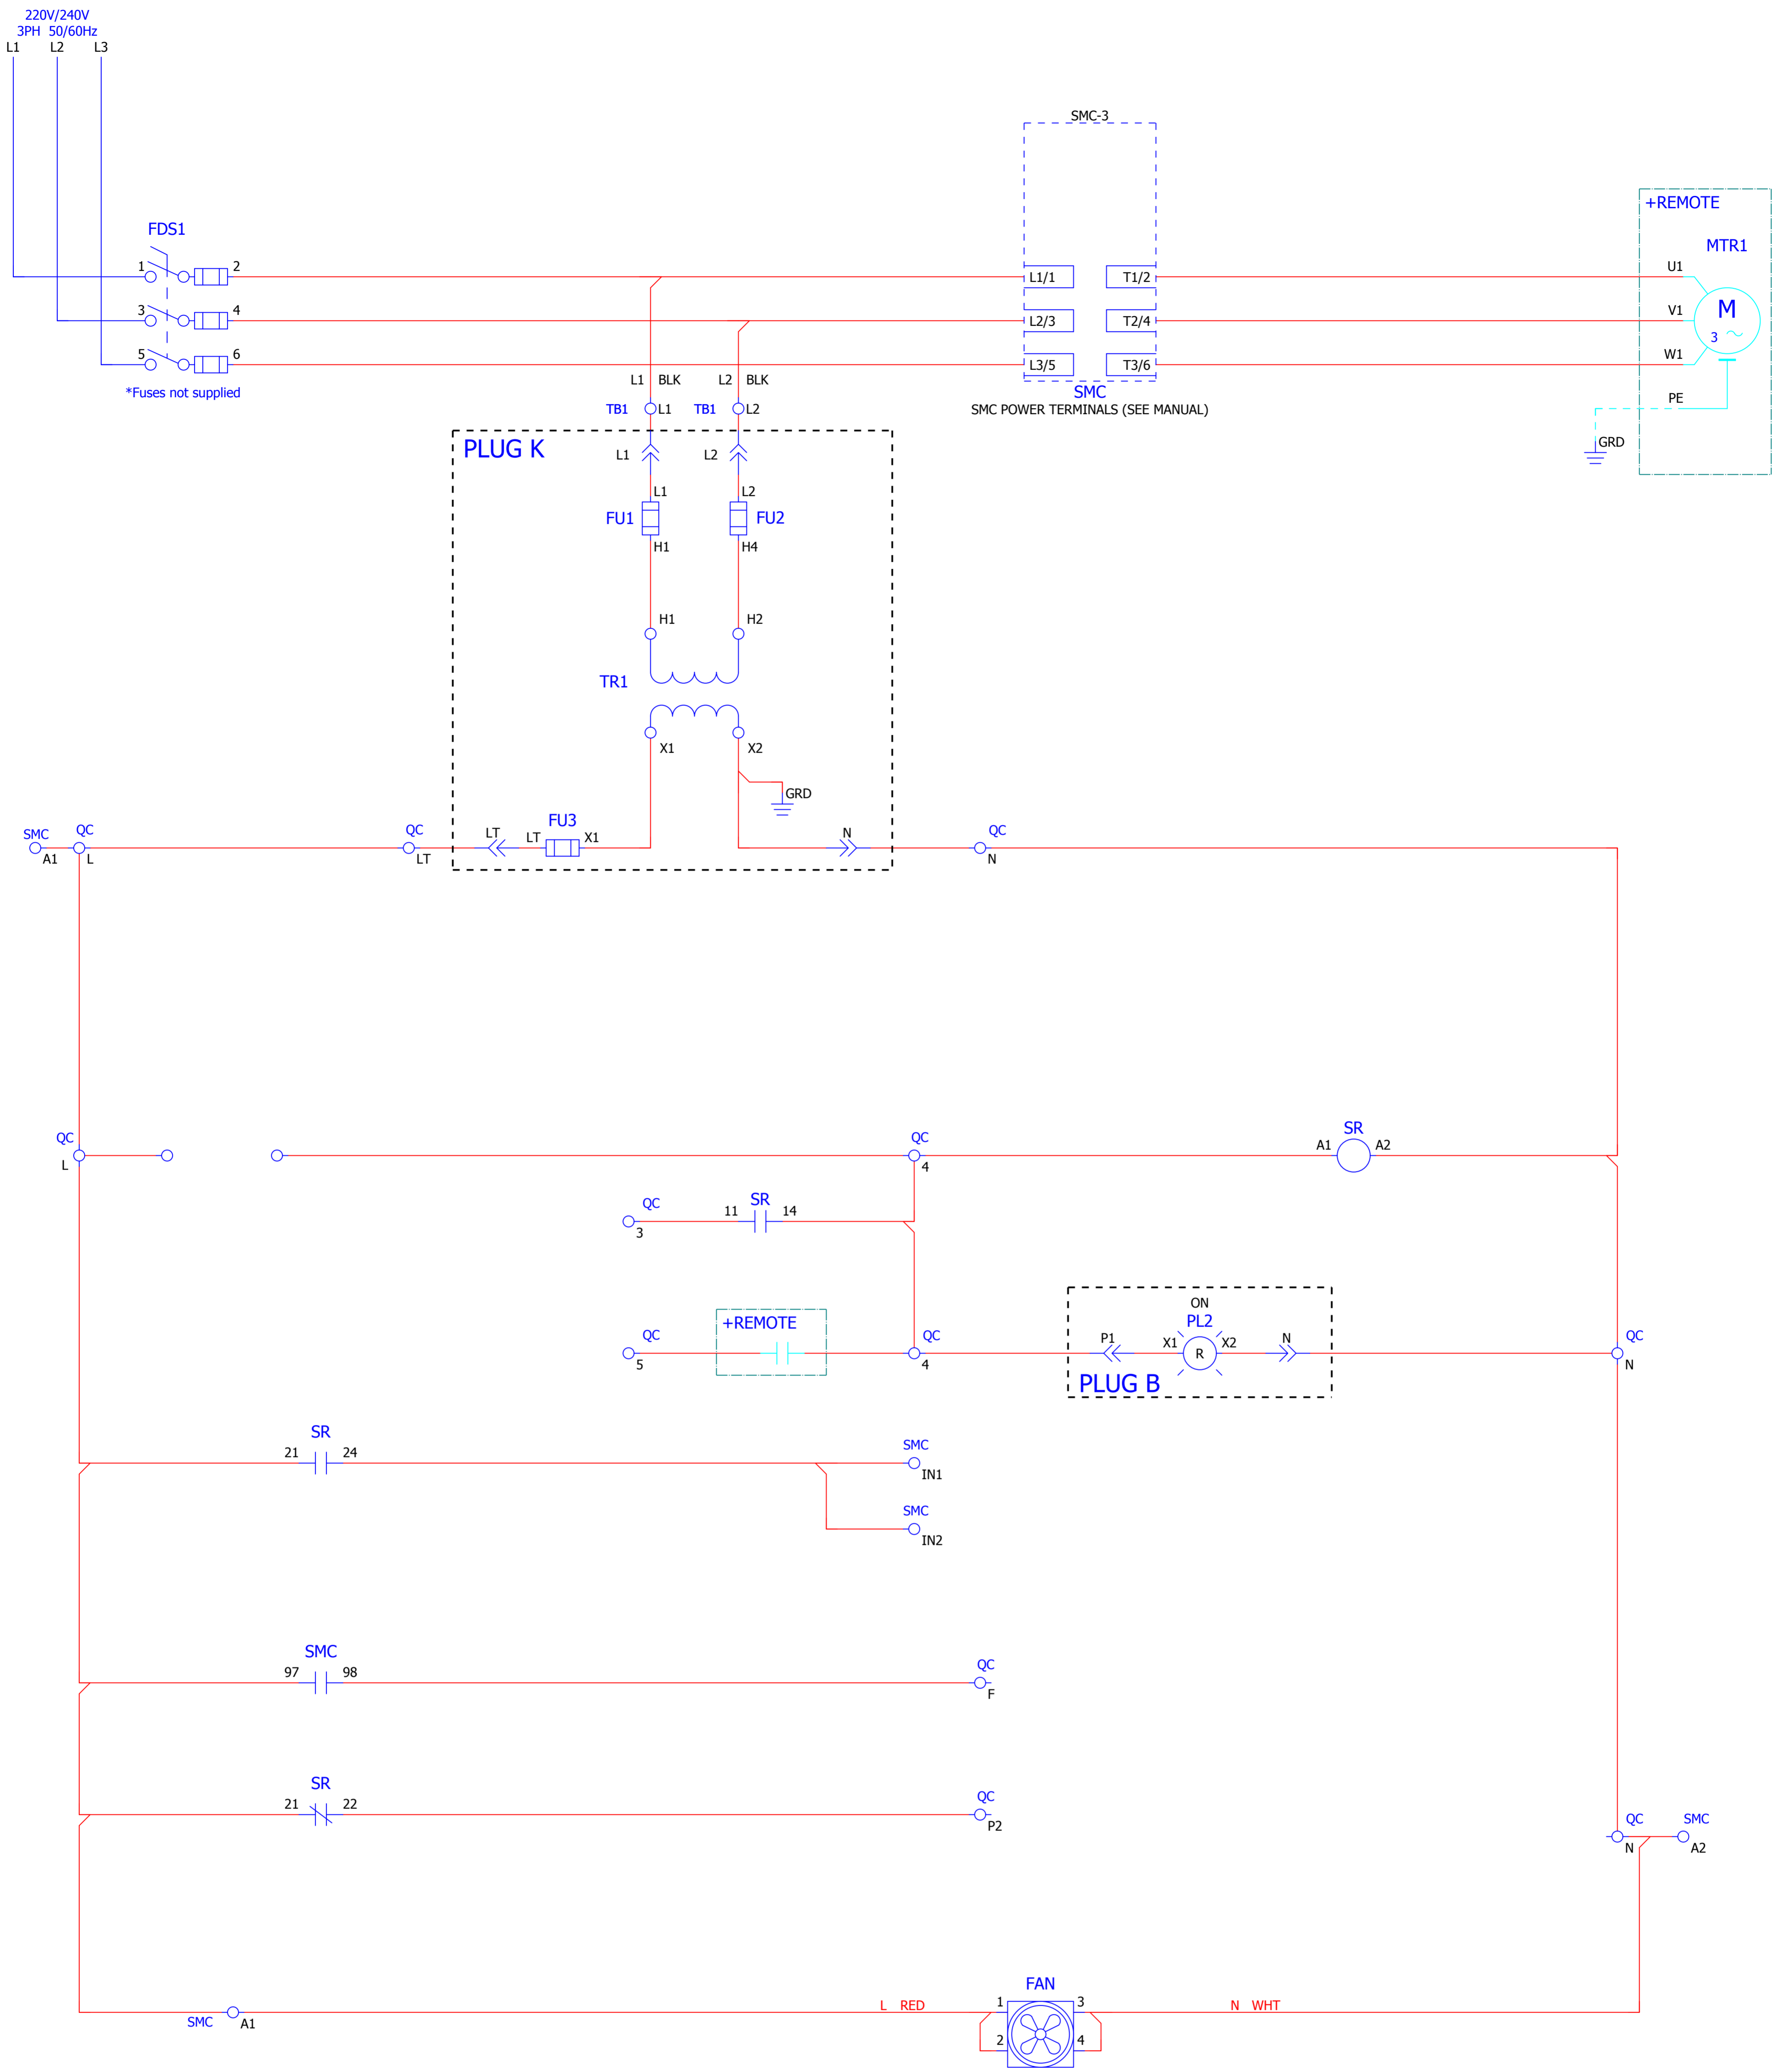 220V/240V
3PH 50/60Hz
L1 L2 L3
SMC-3
+REMOTE
MTR1
FDS1
1 2
L1/1 T1/2
U1
3 4
L2/3 T2/4
V1
M
3
5 6
L3/5 T3/6
W1
*Fuses not supplied
L1 BLK L2 BLK
SMC
SMC POWER TERMINALS (SEE MANUAL)
PE
GRD
TB1 L1 TB1 L2
PLUG K
L1 L2
L1 L2
FU1 FU2
H1 H4
H1 H2
TR1
X1 X2
GRD
SMC QC QC FU3 QC
LT LT X1 N
A1 L LT N
QC QC SR
A1 A2
L 4
QC SR
11 14
3
ON
+REMOTE PL2
QC QC P1 X1 X2 N QC
R
5 4 N
PLUG B
SR
21 24
SMC
IN1
SMC
IN2
SMC
97 98
QC
F
SR
21 22
QC
P2
QC SMC
N A2
FAN
L RED 1 3 N WHT
SMC A1
2 4